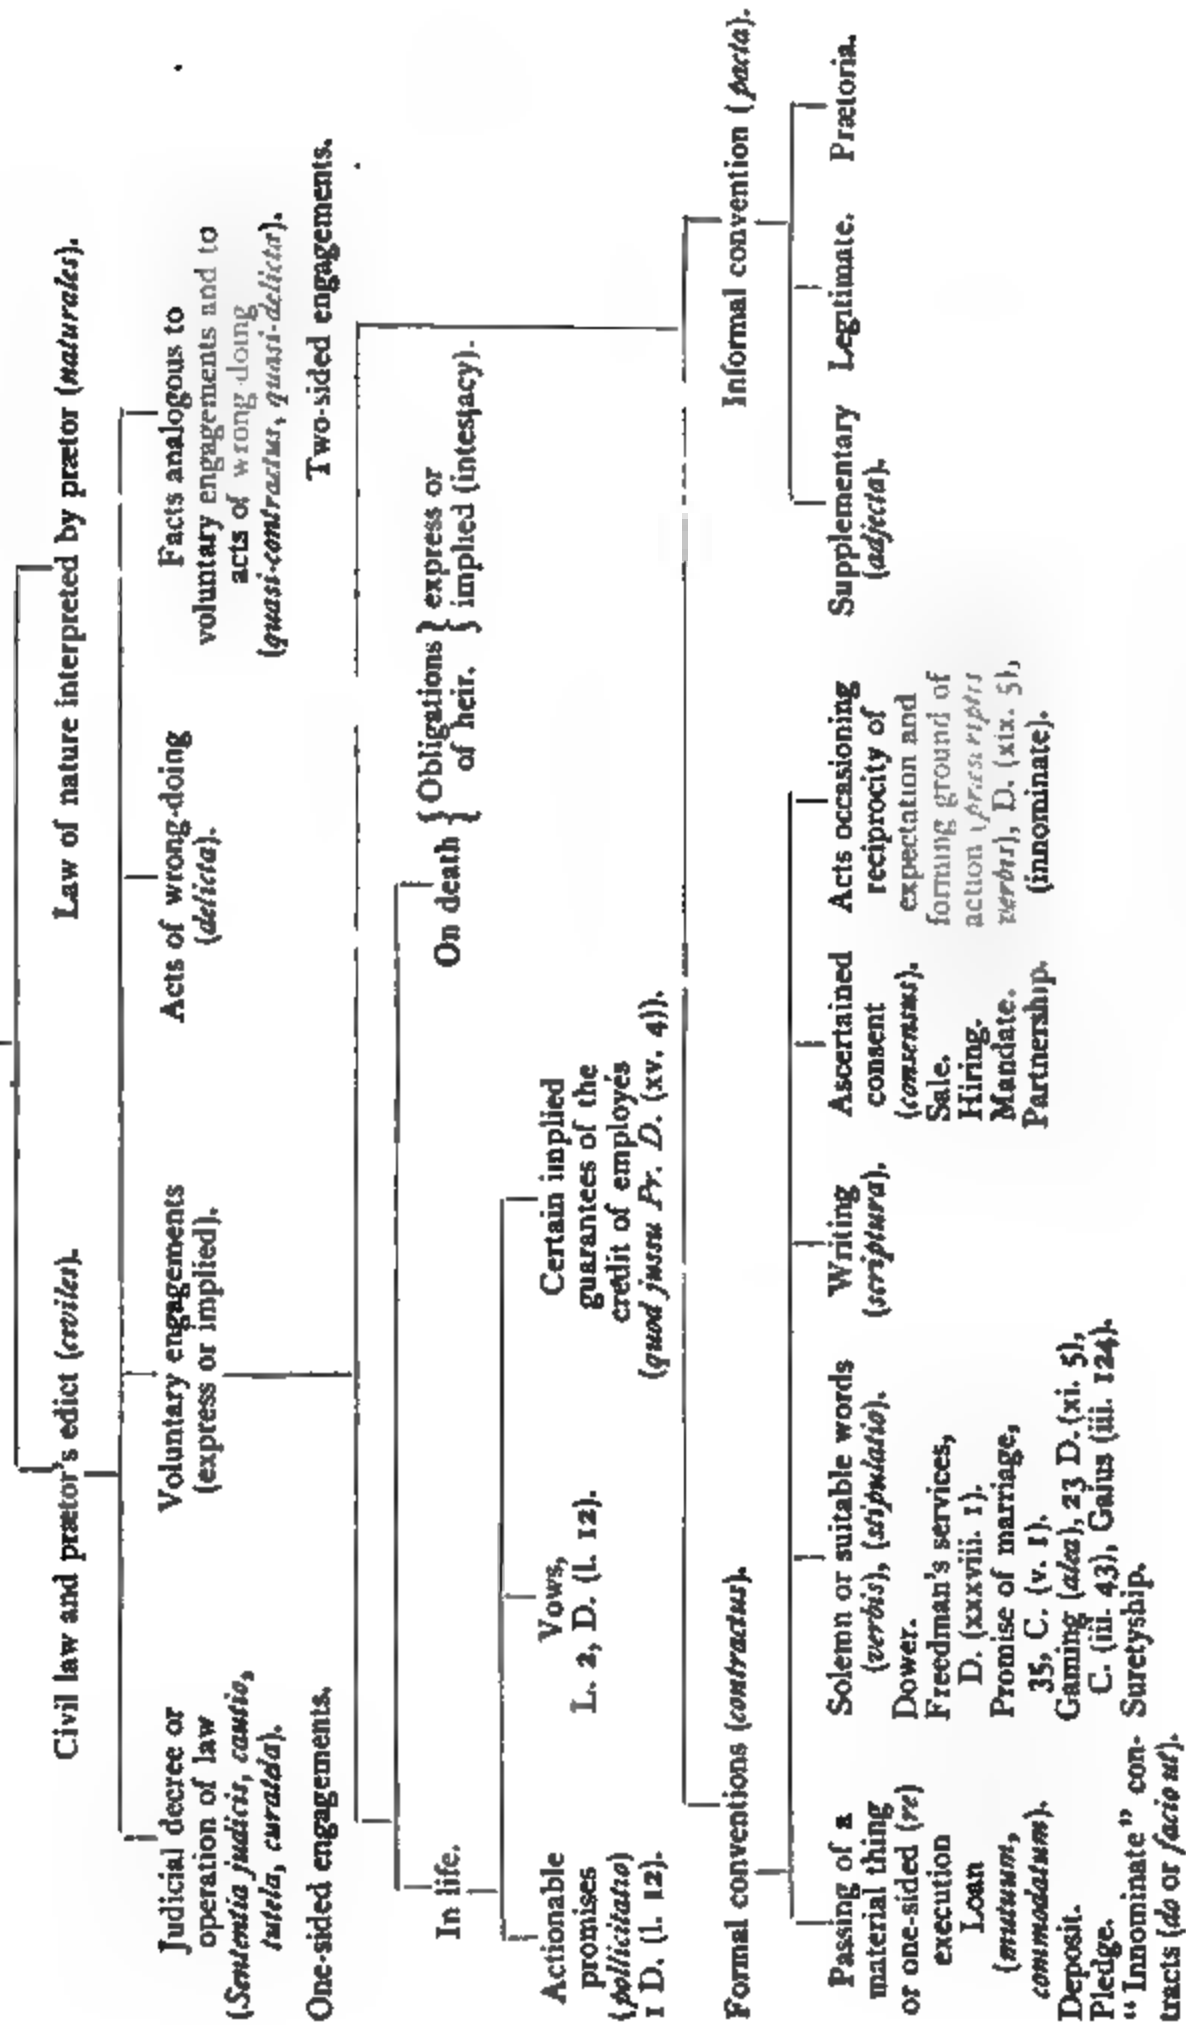 Civil law and prætor's edict (civiles).
Law of nature interpreted by prætor (naturales).
Judicial decree or
operation of law
(Sententia judicis, cautio,
tutela, curatela).
Voluntary engagements
(express or implied).
Acts of wrong-doing
(delicta).
Facts analogous to
voluntary engagements and to
acts of wrong-doing
(quasi-contractus, quasi-delicta).
One-sided engagements.
Two-sided engagements.
In life.
On death { Obligations } express or
{ of heir. } implied (intestacy).
Actionable
promises
(policitatio)
1 D. (l. 12).
Vows,
L. 2, D. (l. 12).
Certain implied
guarantees of the
credit of employés
(quod jussu Pr. D. (xv. 4)).
Formal conventions (contractus).
Informal convention (pacta).
Passing of a
material thing
or one-sided (re)
execution
Loan
(mutuum,
commodatum).
Deposit.
Pledge.
“Innominate” con-
tracts (do or facio ut).
Solemn or suitable words
(verbis), (stipulatio).
Dower.
Freedman's services,
D. (xxxviii. 1).
Promise of marriage,
35, C. (v. 1).
Gaming (alea), 23 D. (xi. 5),
C. (iii. 43), Gaius (iii. 124).
Suretyship.
Writing
(scriptura).
Ascertained
consent
(consensus).
Sale.
Hiring.
Mandate.
Partnership.
Acts occasioning
reciprocity of
expectation and
forming ground of
action (præscriptis
verbis), D. (xix. 5),
(innominate).
Supplementary
(adjecta).
Legitimate.
Prætoria.